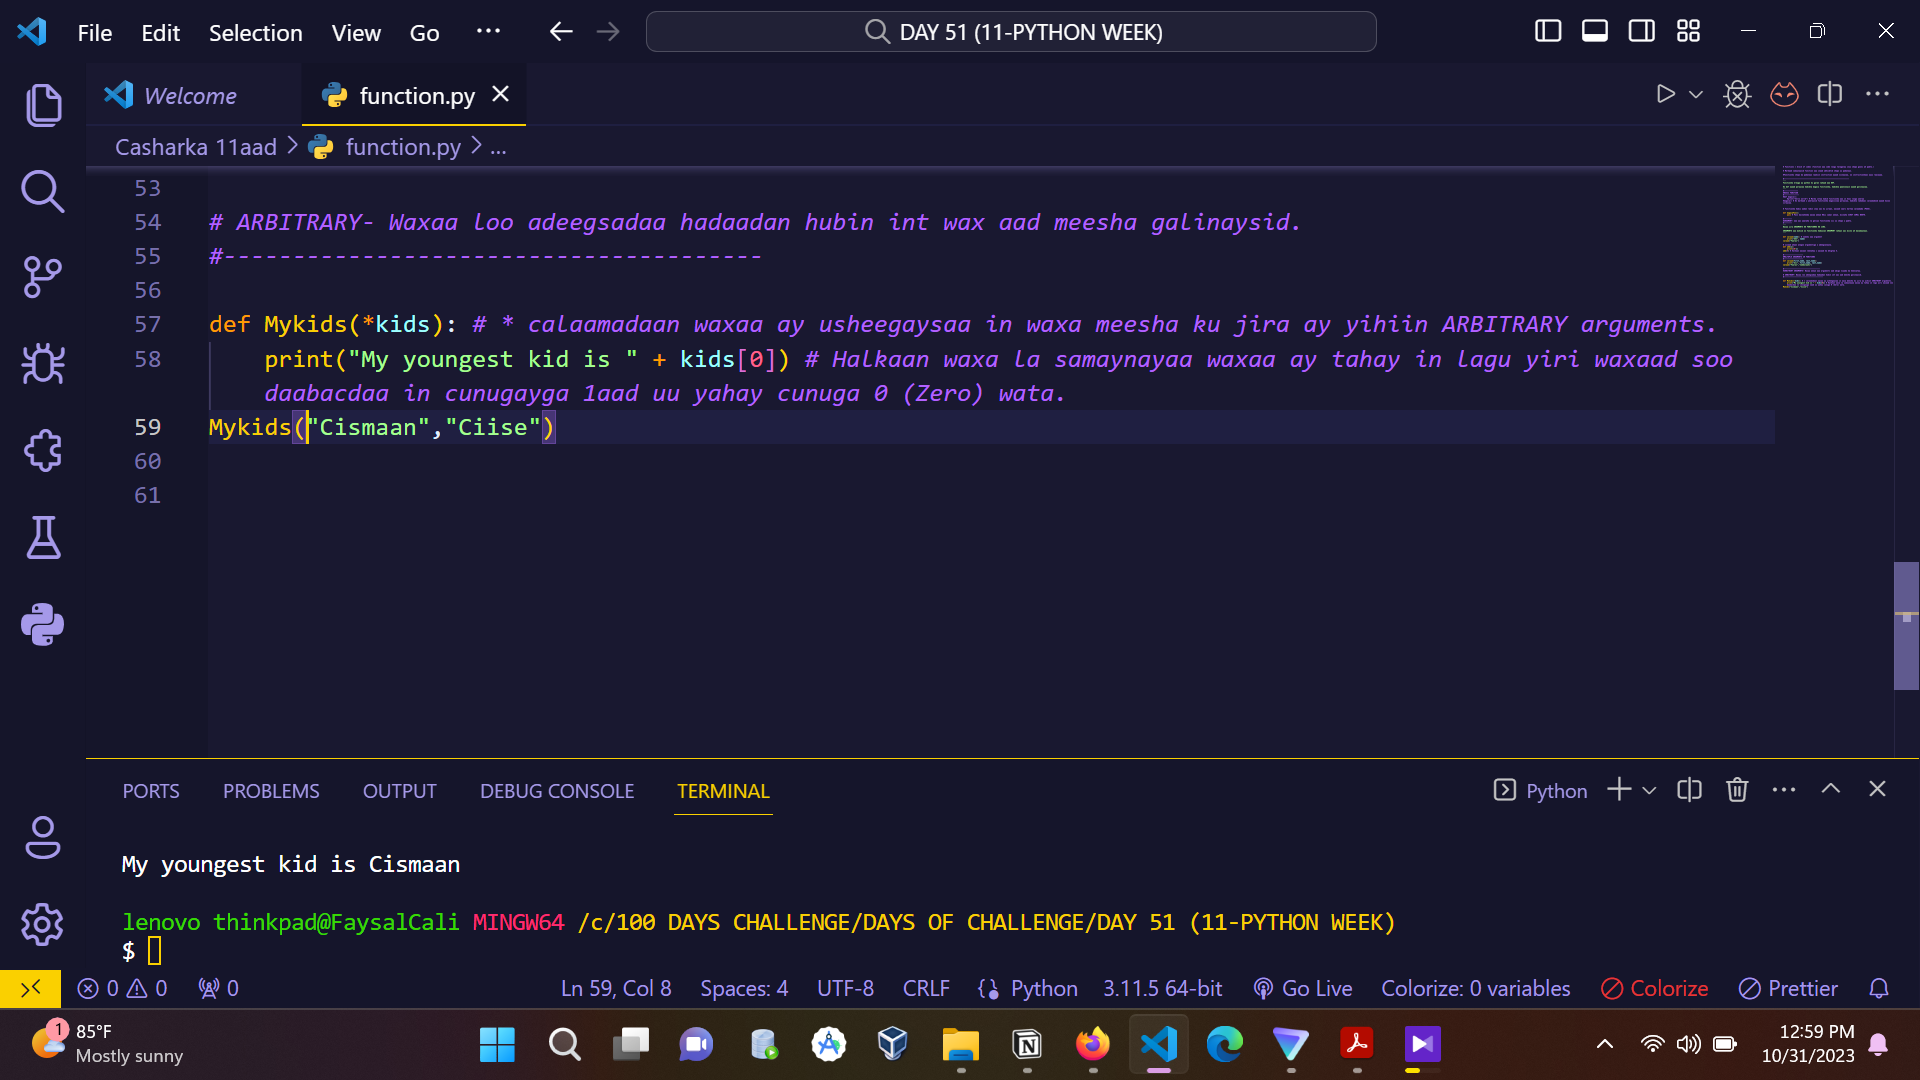 File Edit Selection View Go ... DAY 51 (11-PYTHON WEEK)
Welcome function.py
Casharka 11aad > function.py > ...
53
54 # ARBITRARY- Waxaa loo adeegsadaa hadaadan hubin int wax aad meesha galinaysid.
55 #---------------------------------------
56
57 def Mykids(*kids): # * calaamadaan waxaa ay usheegaysaa in waxa meesha ku jira ay yihiin ARBITRARY arguments.
58 print("My youngest kid is " + kids[0]) # Halkaan waxa la samaynayaa waxaa ay tahay in lagu yiri waxaad soo
daabacdaa in cunugayga 1aad uu yahay cunuga 0 (Zero) wata.
59 Mykids("Cismaan","Ciise")
60
61
PORTS PROBLEMS OUTPUT DEBUG CONSOLE TERMINAL Python
My youngest kid is Cismaan
lenovo thinkpad@FaysalCali MINGW64 /c/100 DAYS CHALLENGE/DAYS OF CHALLENGE/DAY 51 (11-PYTHON WEEK)
$
0 0 0 Ln 59, Col 8 Spaces: 4 UTF-8 CRLF Python 3.11.5 64-bit Go Live Colorize: 0 variables Colorize Prettier
1 85°F
Mostly sunny
12:59 PM
10/31/2023